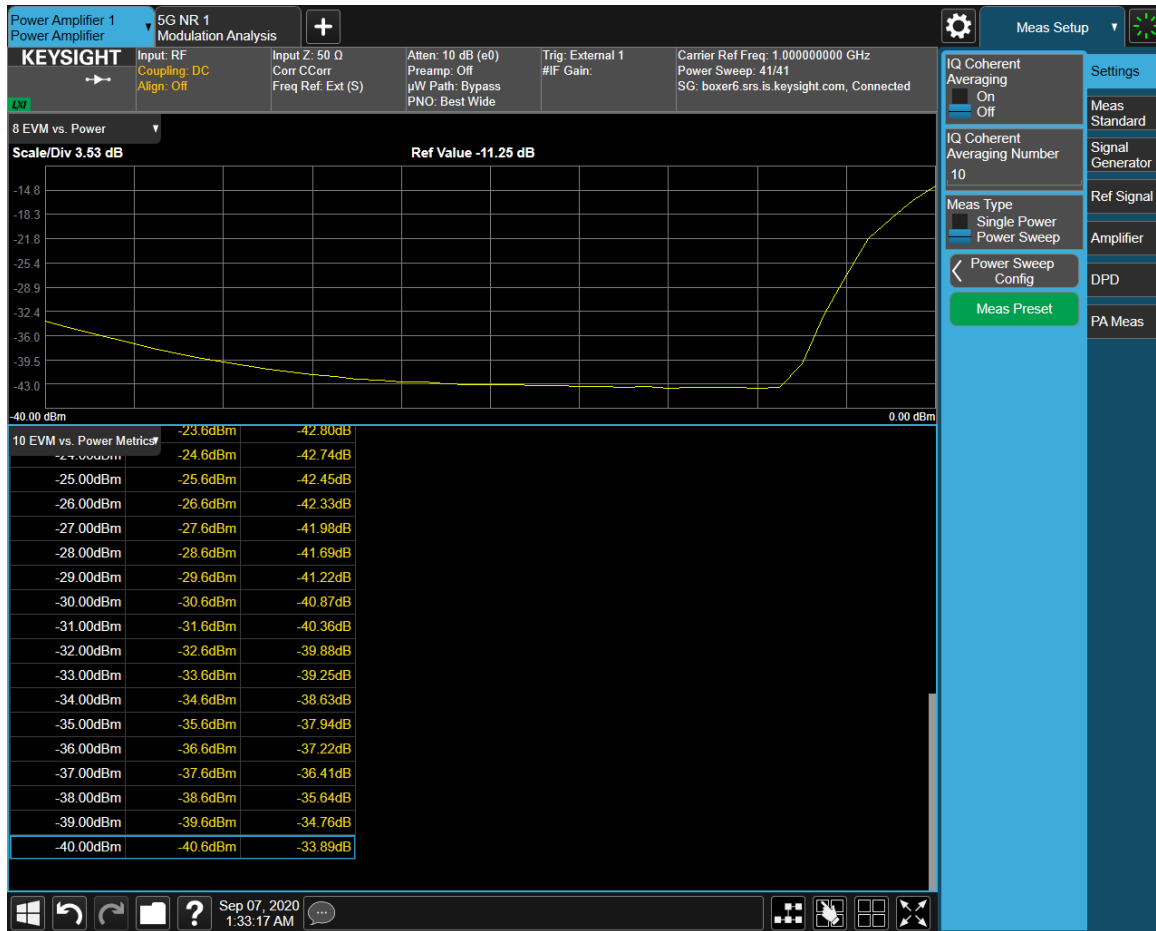 Power Amplifier 1
Power Amplifier
5G NR 1
Modulation Analysis
Meas Setup
KEYSIGHT
LXI
Input: RF
Coupling: DC
Align: Off
Input Z: 50 Ω
Corr CCorr
Freq Ref: Ext (S)
Atten: 10 dB (e0)
Preamp: Off
µW Path: Bypass
PNO: Best Wide
Trig: External 1
#IF Gain:
Carrier Ref Freq: 1.000000000 GHz
Power Sweep: 41/41
SG: boxer6.srs.is.keysight.com, Connected
8 EVM vs. Power
Scale/Div 3.53 dB
Ref Value -11.25 dB
-14.8
-18.3
-21.8
-25.4
-28.9
-32.4
-36.0
-39.5
-43.0
-40.00 dBm
0.00 dBm
10 EVM vs. Power Metrics
-23.6dBm -42.80dB
-24.00dBm -24.6dBm -42.74dB
-25.00dBm -25.6dBm -42.45dB
-26.00dBm -26.6dBm -42.33dB
-27.00dBm -27.6dBm -41.98dB
-28.00dBm -28.6dBm -41.69dB
-29.00dBm -29.6dBm -41.22dB
-30.00dBm -30.6dBm -40.87dB
-31.00dBm -31.6dBm -40.36dB
-32.00dBm -32.6dBm -39.88dB
-33.00dBm -33.6dBm -39.25dB
-34.00dBm -34.6dBm -38.63dB
-35.00dBm -35.6dBm -37.94dB
-36.00dBm -36.6dBm -37.22dB
-37.00dBm -37.6dBm -36.41dB
-38.00dBm -38.6dBm -35.64dB
-39.00dBm -39.6dBm -34.76dB
-40.00dBm -40.6dBm -33.89dB
IQ Coherent
Averaging
On
Off
IQ Coherent
Averaging Number
10
Meas Type
Single Power
Power Sweep
Power Sweep
Config
Meas Preset
Settings
Meas
Standard
Signal
Generator
Ref Signal
Amplifier
DPD
PA Meas
?
Sep 07, 2020
1:33:17 AM